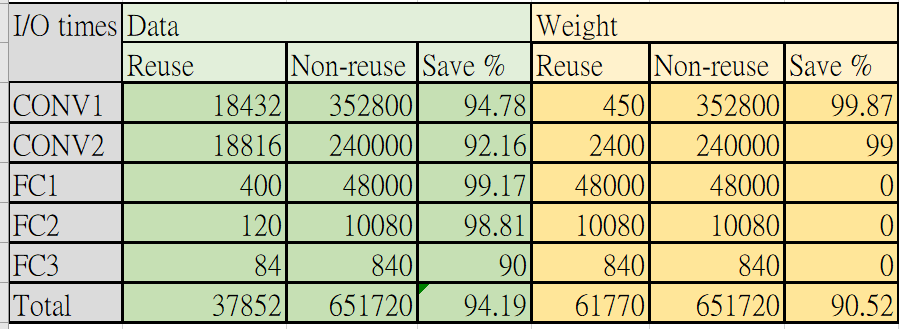 I/O times Data Weight
Reuse Non-reuse Save % Reuse Non-reuse Save %
CONV1 18432 352800 94.78 450 352800 99.87
CONV2 18816 240000 92.16 2400 240000 99
FC1 400 48000 99.17 48000 48000 0
FC2 120 10080 98.81 10080 10080 0
FC3 84 840 90 840 840 0
Total 37852 651720 94.19 61770 651720 90.52